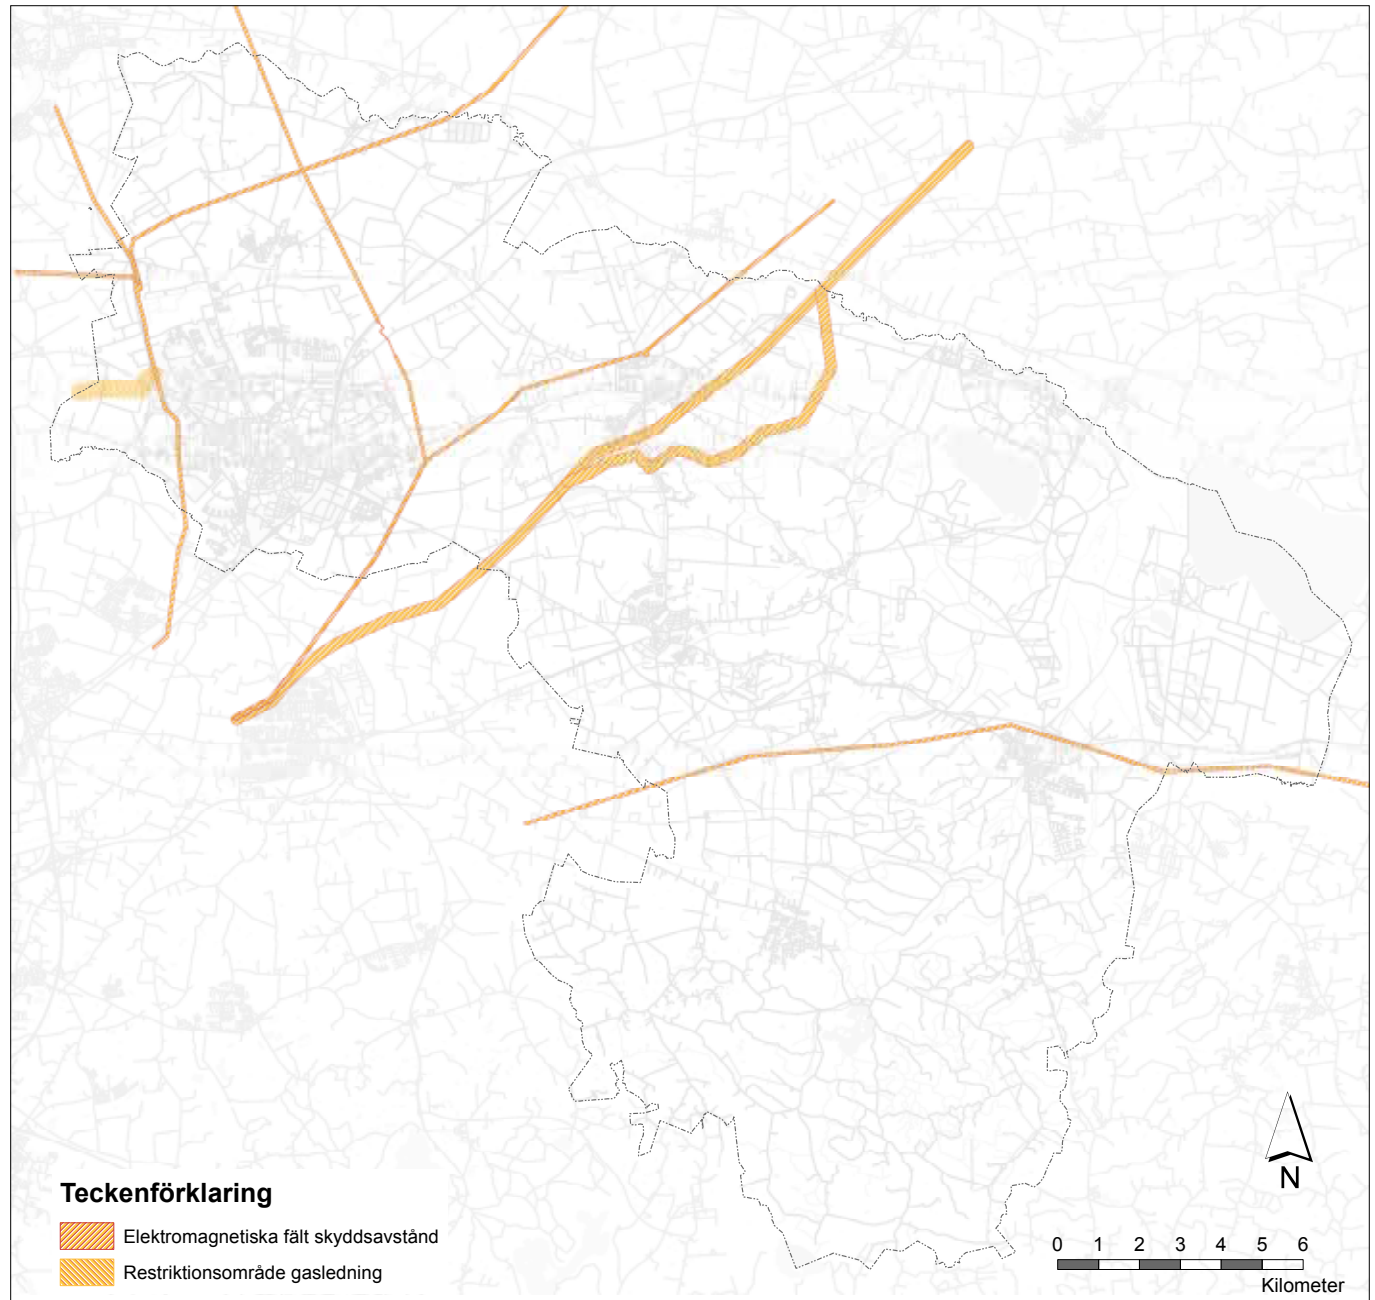 Teckenförklaring
Elektromagnetiska fält skyddsavstånd
Restriktionsområde gasledning
N
0 1 2 3 4 5 6
Kilometer